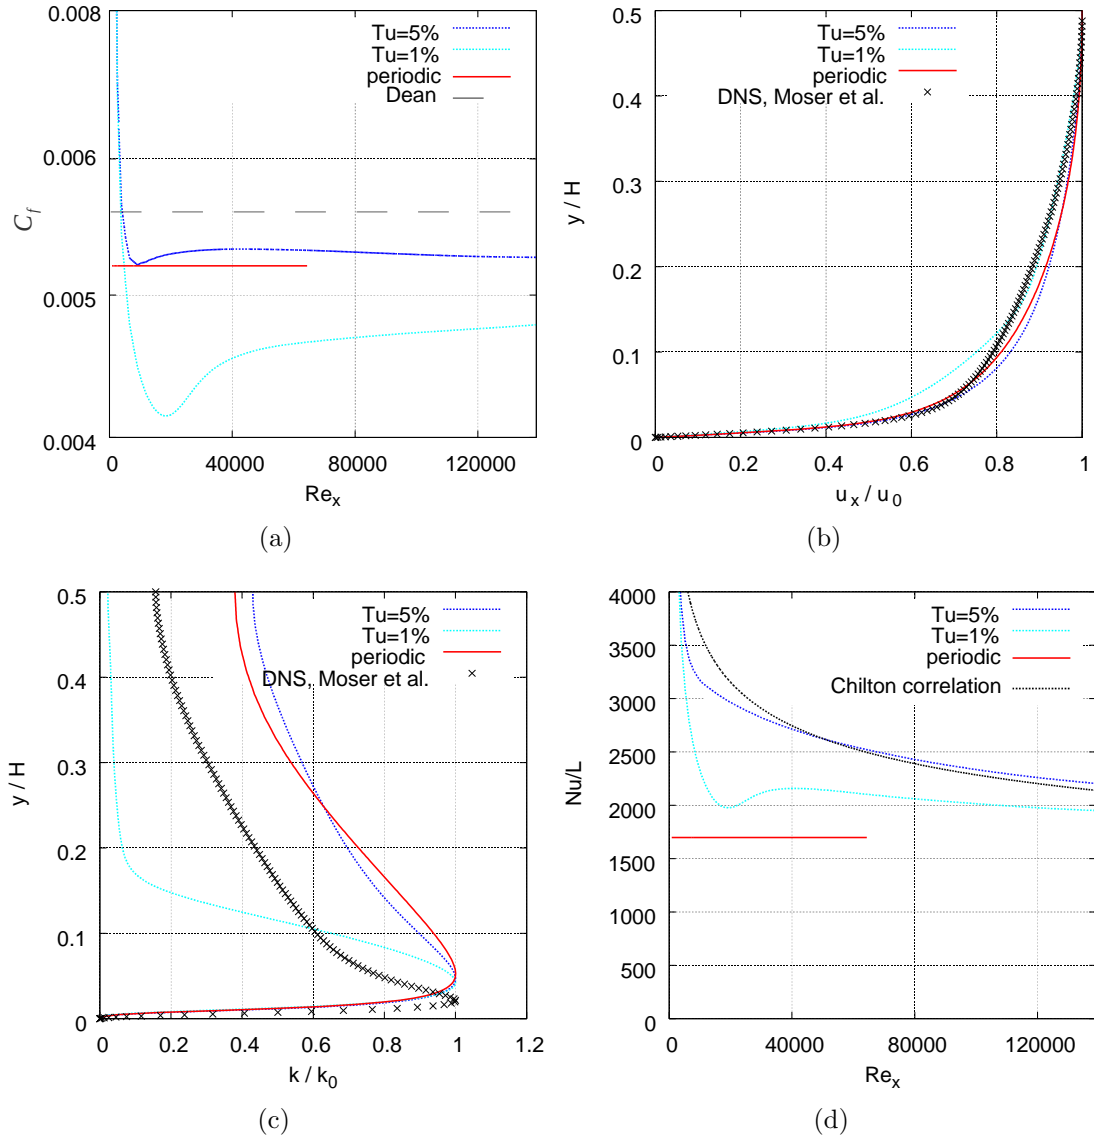 0.008
0.006
0.005
0.004
C_f
Tu=5%
Tu=1%
periodic
Dean
0 40000 80000 120000
Re_x
(a)
0.5
0.4
0.3
0.2
0.1
0
y / H
Tu=5%
Tu=1%
periodic
DNS, Moser et al.
0 0.2 0.4 0.6 0.8 1
u_x / u_0
(b)
0.5
0.4
0.3
0.2
0.1
0
y / H
Tu=5%
Tu=1%
periodic
DNS, Moser et al.
0 0.2 0.4 0.6 0.8 1 1.2
k / k_0
(c)
4000
3500
3000
2500
2000
1500
1000
500
0
Nu/L
Tu=5%
Tu=1%
periodic
Chilton correlation
0 40000 80000 120000
Re_x
(d)